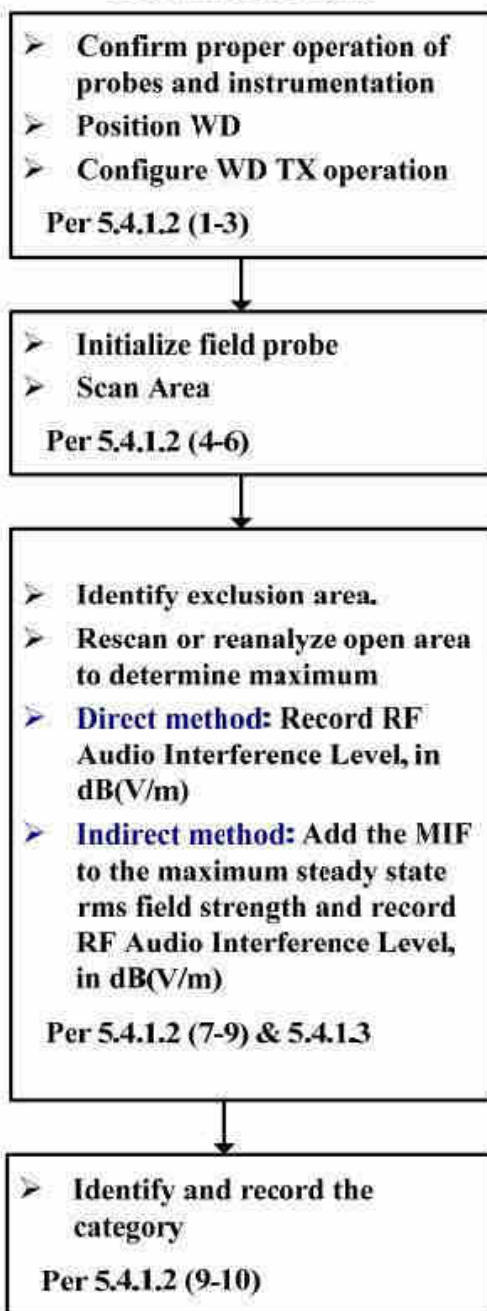 ➢ Confirm proper operation of
probes and instrumentation
➢ Position WD
➢ Configure WD TX operation
Per 5.4.1.2 (1-3)
➢ Initialize field probe
➢ Scan Area
Per 5.4.1.2 (4-6)
➢ Identify exclusion area.
➢ Rescan or reanalyze open area
to determine maximum
➢ Direct method: Record RF
Audio Interference Level, in
dB(V/m)
➢ Indirect method: Add the MIF
to the maximum steady state
rms field strength and record
RF Audio Interference Level,
in dB(V/m)
Per 5.4.1.2 (7-9) & 5.4.1.3
➢ Identify and record the
category
Per 5.4.1.2 (9-10)